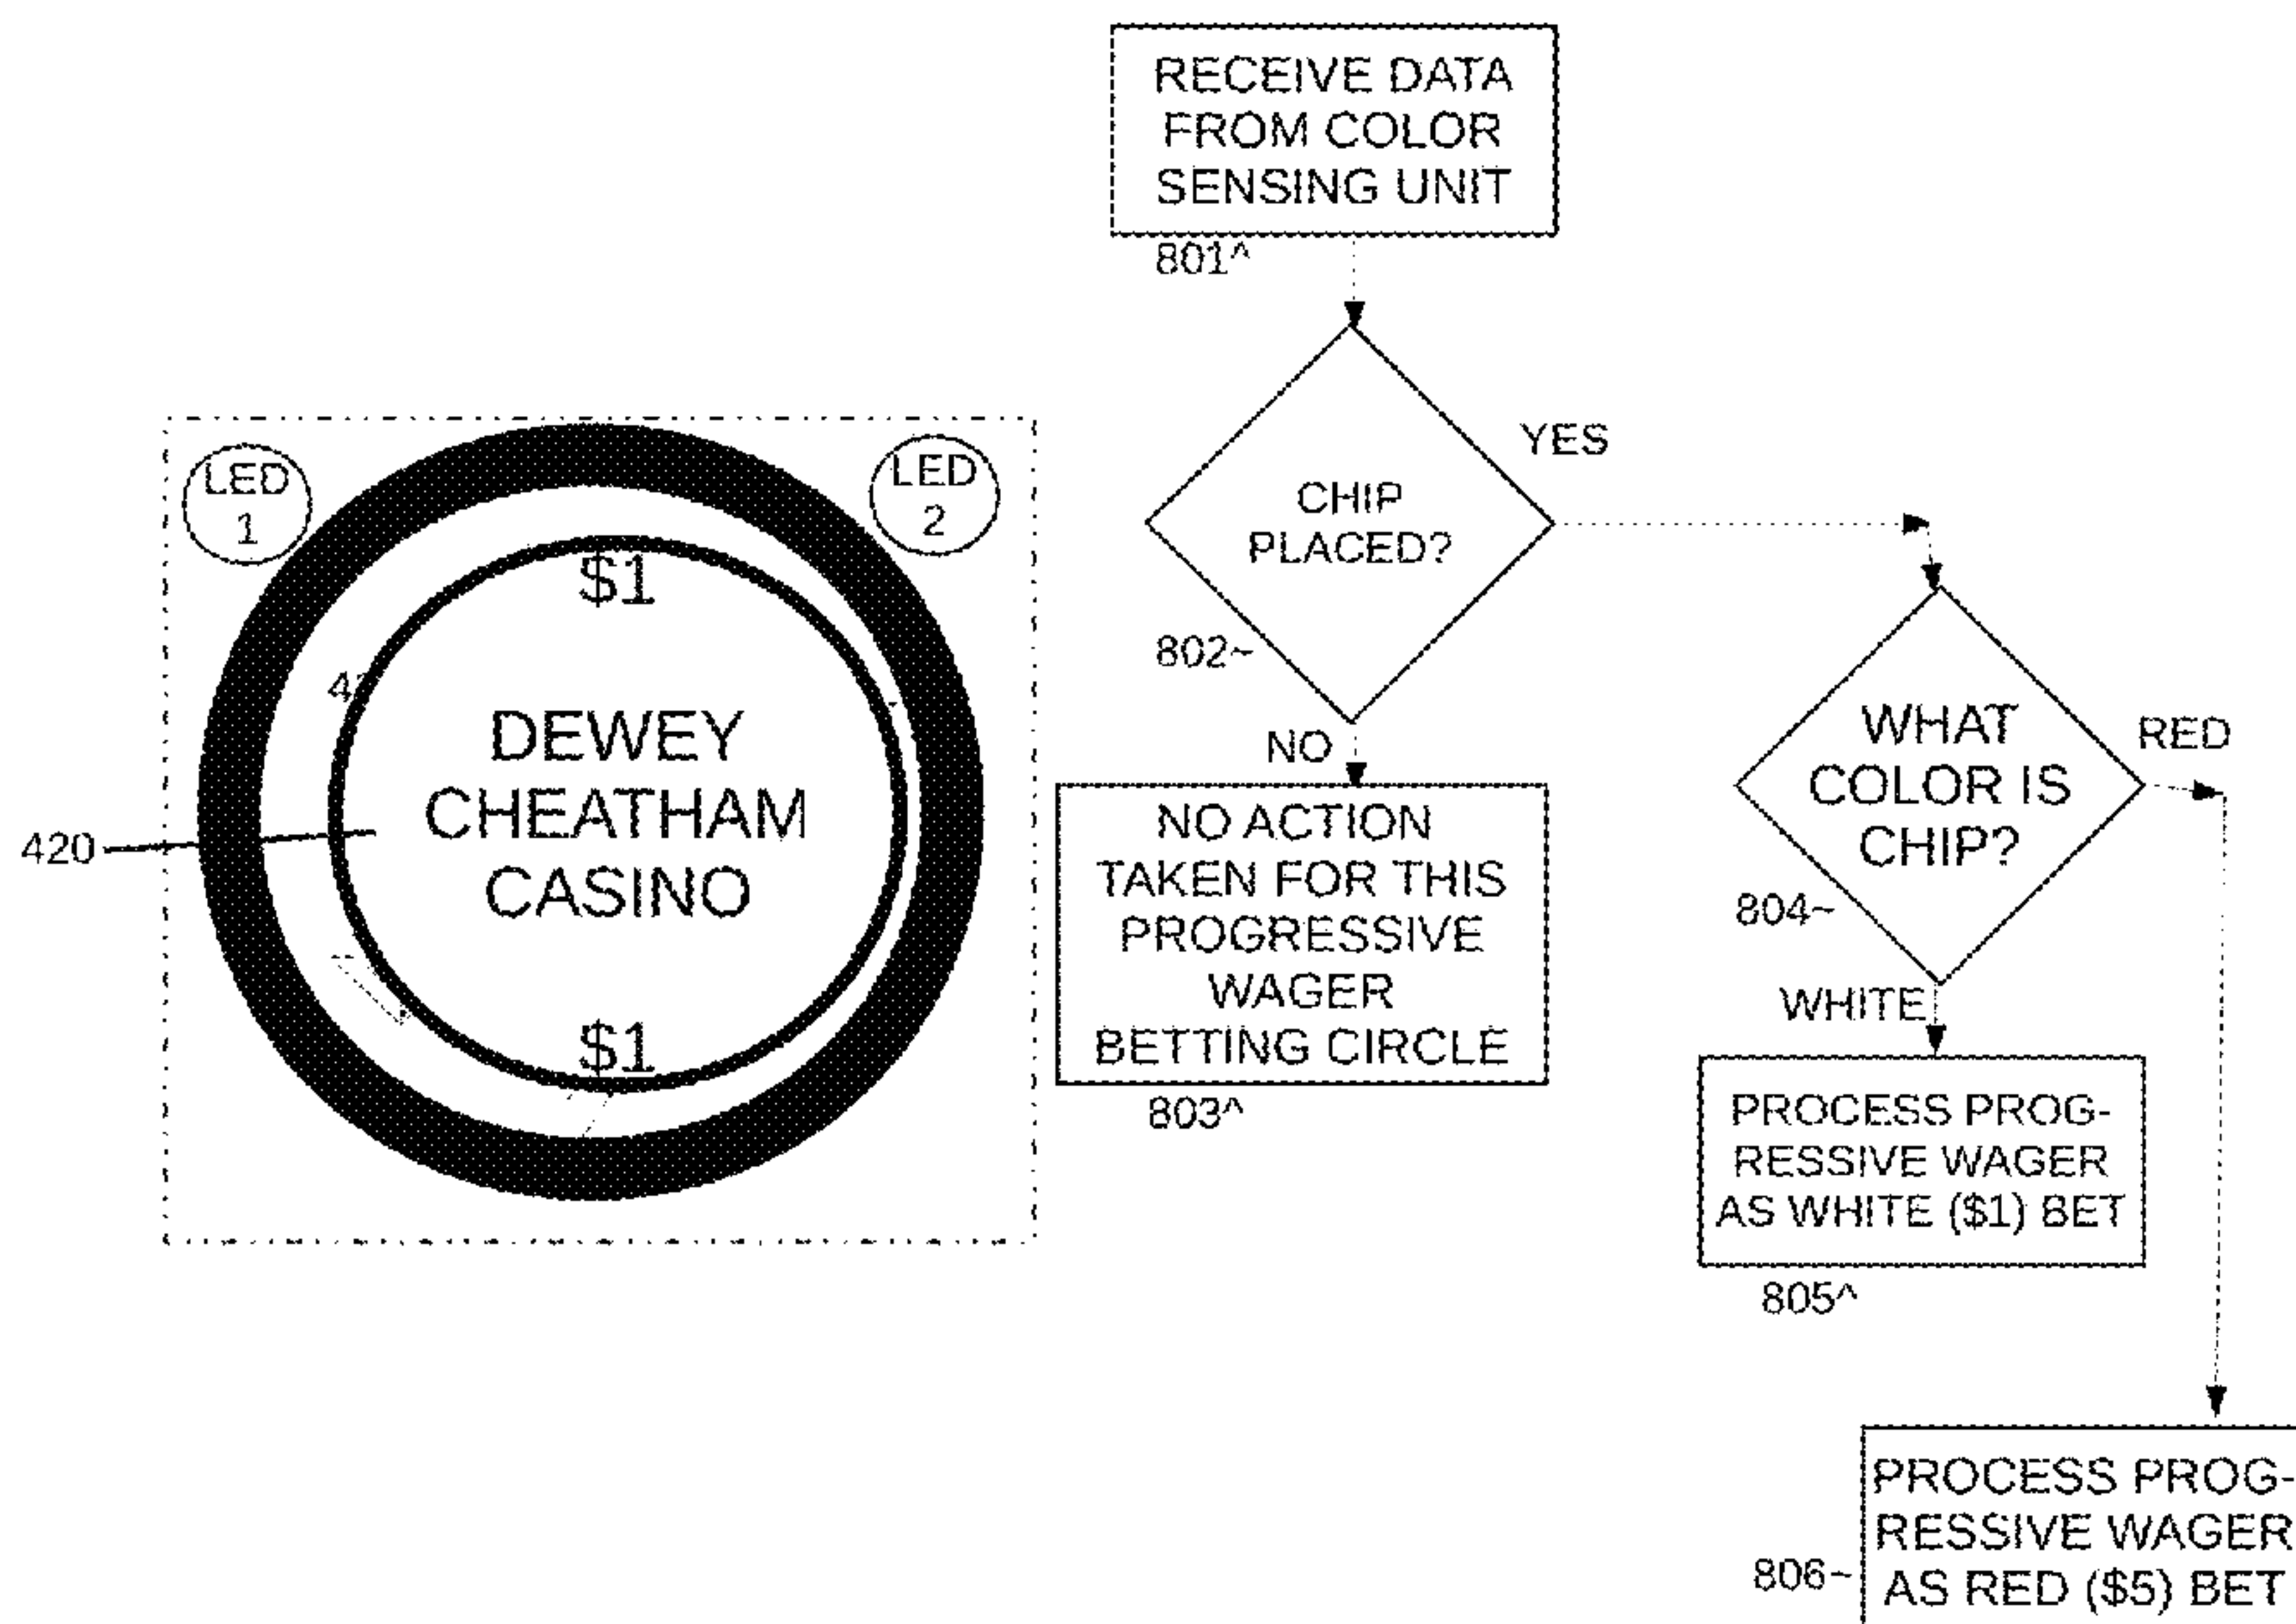 LED
1
LED
2
$1
DEWEY
CHEATHAM
CASINO
$1
420
RECEIVE DATA
FROM COLOR
SENSING UNIT
801^
CHIP
PLACED?
YES
802~
NO
NO ACTION
TAKEN FOR THIS
PROGRESSIVE
WAGER
BETTING CIRCLE
803^
WHAT
COLOR IS
CHIP?
RED
804~
WHITE
PROCESS PROG-
RESSIVE WAGER
AS WHITE ($1) BET
805^
PROCESS PROG-
RESSIVE WAGER
AS RED ($5) BET
806~